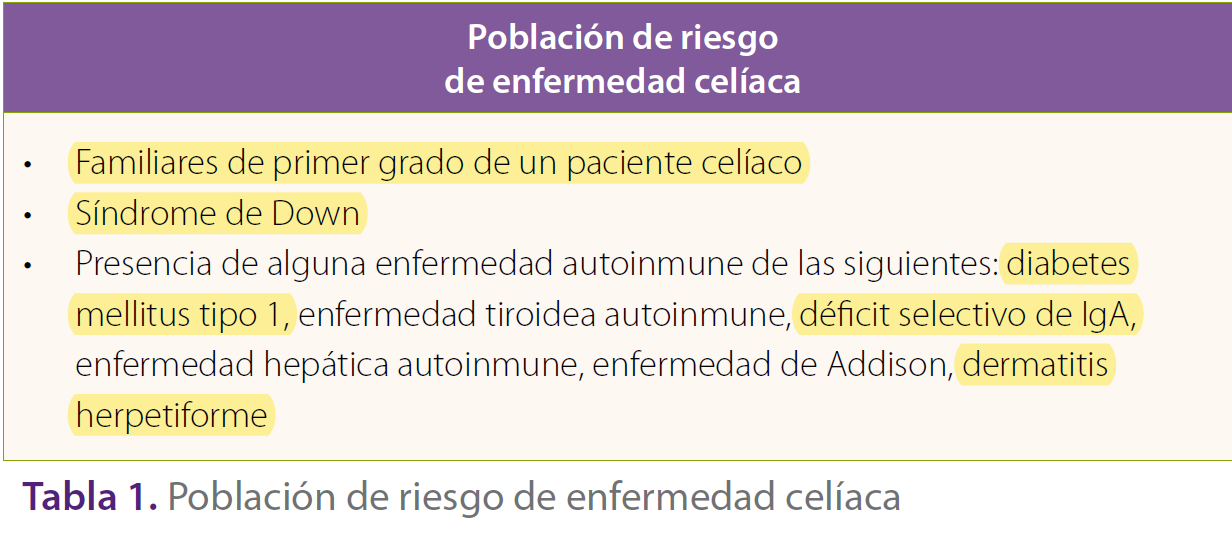 Población de riesgo
de enfermedad celíaca
• Familiares de primer grado de un paciente celíaco
• Síndrome de Down
• Presencia de alguna enfermedad autoinmune de las siguientes: diabetes
mellitus tipo 1, enfermedad tiroidea autoinmune, déficit selectivo de IgA,
enfermedad hepática autoinmune, enfermedad de Addison, dermatitis
herpetiforme
Tabla 1. Población de riesgo de enfermedad celíaca